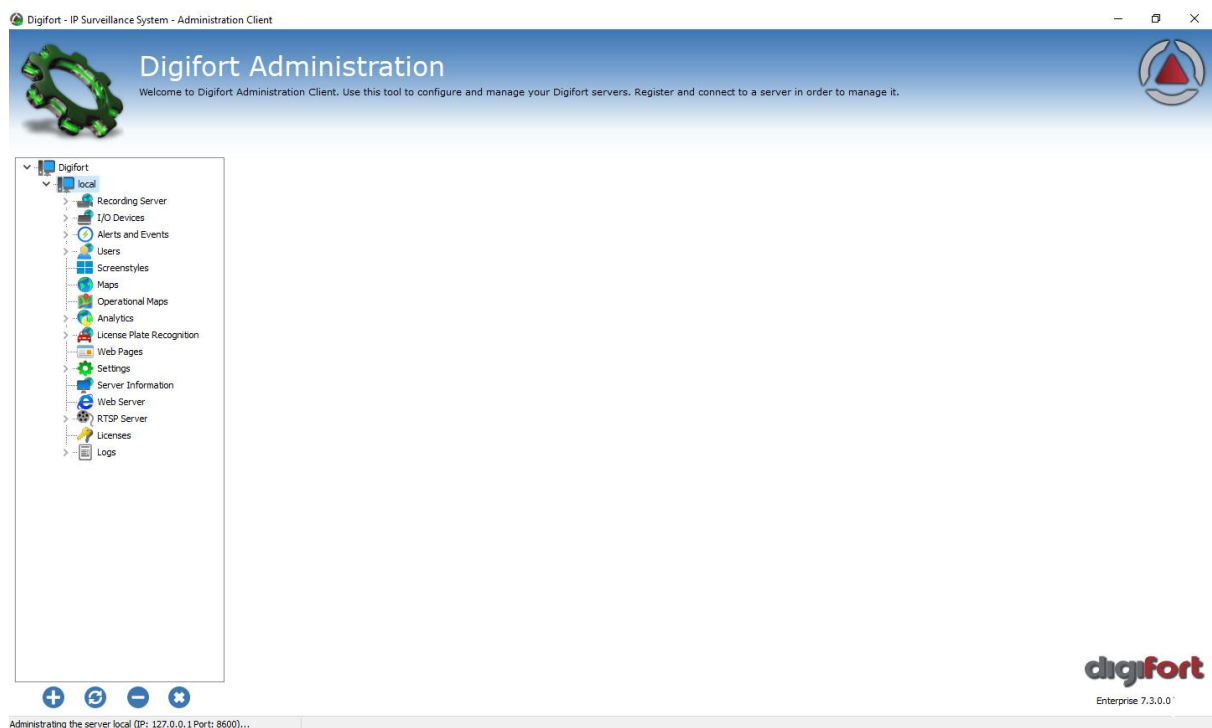 Digifort - IP Surveillance System - Administration Client
Digifort Administration
Welcome to Digifort Administration Client. Use this tool to configure and manage your Digifort servers. Register and connect to a server in order to manage it.
Digifort
local
Recording Server
I/O Devices
Alerts and Events
Users
Screenstyles
Maps
Operational Maps
Analytics
License Plate Recognition
Web Pages
Settings
Server Information
Web Server
RTSP Server
Licenses
Logs
digifort
Enterprise 7.3.0.0
Administrating the server local (IP: 127.0.0.1 Port: 8600)...